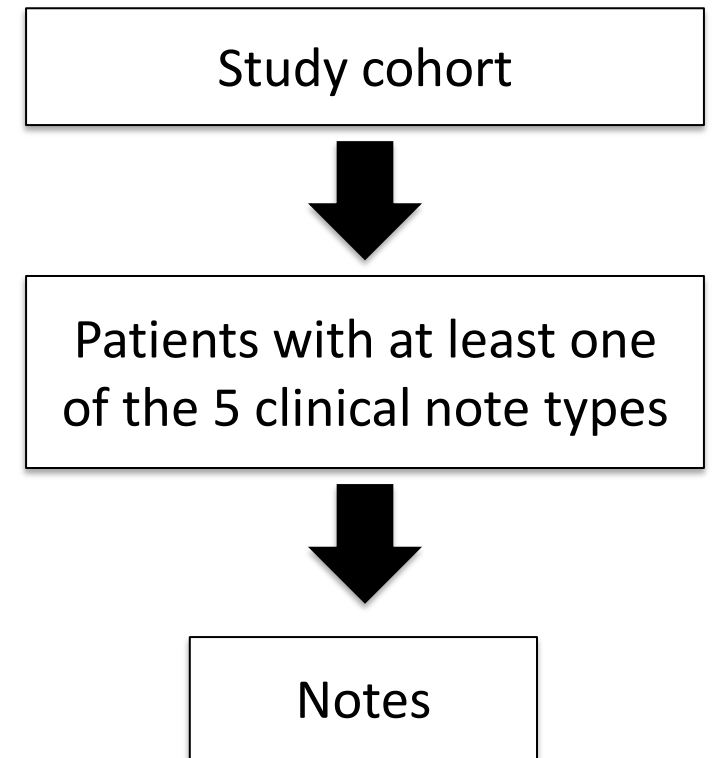 Study cohort
Patients with at least one
of the 5 clinical note types
Notes